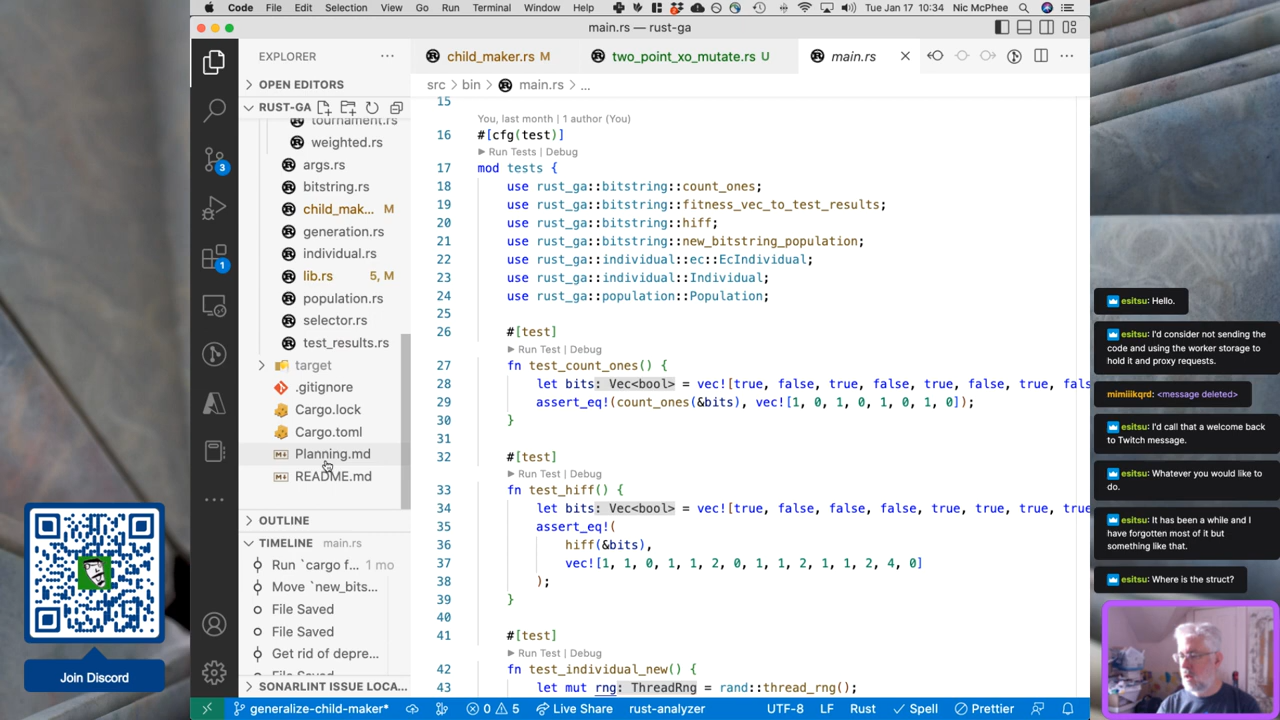 Code File Edit Selection View Go Run Terminal Window Help Tue Jan 17 10:34 Nic McPhee
main.rs — rust-ga
EXPLORER
OPEN EDITORS
RUST-GA
tournament.rs
weighted.rs
args.rs
bitstring.rs
child_mak... M
generation.rs
individual.rs
lib.rs 5, M
population.rs
selector.rs
test_results.rs
target
.gitignore
Cargo.lock
Cargo.toml
Planning.md
README.md
OUTLINE
TIMELINE main.rs
Run `cargo f... 1 mo
Move `new_bits...
File Saved
File Saved
Get rid of depre...
File Saved
SONARLINT ISSUE LOCA...
3
1
child_maker.rs M
two_point_xo_mutate.rs U
main.rs
src > bin > main.rs > ...
15
You, last month | 1 author (You)
16 #[cfg(test)]
Run Tests | Debug
17 mod tests {
18 use rust_ga::bitstring::count_ones;
19 use rust_ga::bitstring::fitness_vec_to_test_results;
20 use rust_ga::bitstring::hiff;
21 use rust_ga::bitstring::new_bitstring_population;
22 use rust_ga::individual::ec::EcIndividual;
23 use rust_ga::individual::Individual;
24 use rust_ga::population::Population;
25
26 #[test]
Run Test | Debug
27 fn test_count_ones() {
28 let bits: Vec<bool> = vec![true, false, true, false, true, false, true, fals
29 assert_eq!(count_ones(&bits), vec![1, 0, 1, 0, 1, 0, 1, 0]);
30 }
31
32 #[test]
Run Test | Debug
33 fn test_hiff() {
34 let bits: Vec<bool> = vec![true, false, false, false, true, true, true, true
35 assert_eq!(
36 hiff(&bits),
37 vec![1, 1, 0, 1, 1, 2, 0, 1, 1, 2, 1, 1, 2, 4, 0]
38 );
39 }
40
41 #[test]
Run Test | Debug
42 fn test_individual_new() {
43 let mut rng: ThreadRng = rand::thread_rng();
generalize-child-maker* 0 5 Live Share rust-analyzer UTF-8 LF Rust Spell Prettier
Join Discord
esitsu: Hello.
esitsu: I'd consider not sending the
code and using the worker storage to
hold it and proxy requests.
mimiiikqrd: <message deleted>
esitsu: I'd call that a welcome back
to Twitch message.
esitsu: Whatever you would like to
do.
esitsu: It has been a while and I
have forgotten most of it but
something like that.
esitsu: Where is the struct?